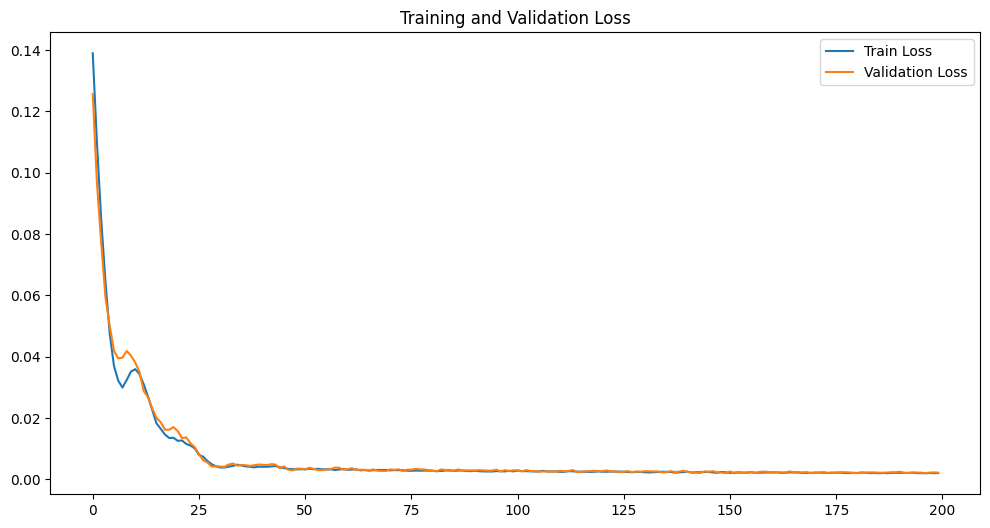 Training and Validation Loss
Train Loss
Validation Loss
0.14
0.12
0.10
0.08
0.06
0.04
0.02
0.00
0 25 50 75 100 125 150 175 200